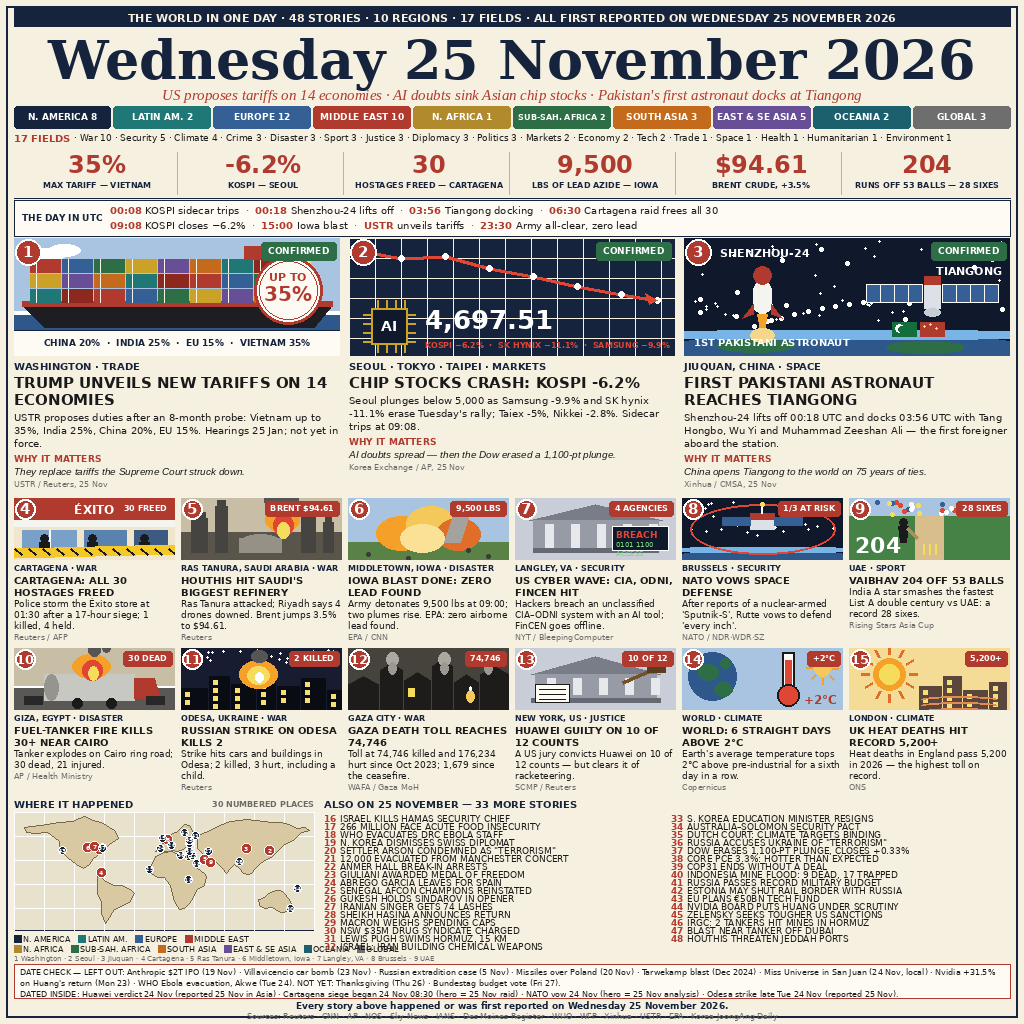 THE WORLD IN ONE DAY · 48 STORIES · 10 REGIONS · 17 FIELDS · ALL FIRST REPORTED ON WEDNESDAY 25 NOVEMBER 2026
Wednesday 25 November 2026
US proposes tariffs on 14 economies · AI doubts sink Asian chip stocks · Pakistan's first astronaut docks at Tiangong
N. AMERICA 8
LATIN AM. 2
EUROPE 12
MIDDLE EAST 10
N. AFRICA 1
SUB-SAH. AFRICA 2
SOUTH ASIA 3
EAST & SE ASIA 5
OCEANIA 2
GLOBAL 3
17 FIELDS · War 10 · Security 5 · Climate 4 · Crime 3 · Disaster 3 · Sport 3 · Justice 3 · Diplomacy 3 · Politics 3 · Markets 2 · Economy 2 · Tech 2 · Trade 1 · Space 1 · Health 1 · Humanitarian 1 · Environment 1
35%
MAX TARIFF — VIETNAM
-6.2%
KOSPI — SEOUL
30
HOSTAGES FREED — CARTAGENA
9,500
LBS OF LEAD AZIDE — IOWA
$94.61
BRENT CRUDE, +3.5%
204
RUNS OFF 53 BALLS — 28 SIXES
THE DAY IN UTC
00:08 KOSPI sidecar trips · 00:18 Shenzhou-24 lifts off · 03:56 Tiangong docking · 06:30 Cartagena raid frees all 30
09:08 KOSPI closes −6.2% · 15:00 Iowa blast · USTR unveils tariffs · 23:30 Army all-clear, zero lead
1
CONFIRMED
UP TO
35%
CHINA 20% · INDIA 25% · EU 15% · VIETNAM 35%
WASHINGTON · TRADE
TRUMP UNVEILS NEW TARIFFS ON 14
ECONOMIES
USTR proposes duties after an 8-month probe: Vietnam up to
35%, India 25%, China 20%, EU 15%. Hearings 25 Jan; not yet in
force.
WHY IT MATTERS
They replace tariffs the Supreme Court struck down.
USTR / Reuters, 25 Nov
2
CONFIRMED
AI
4,697.51
KOSPI −6.2% · SK HYNIX −11.1% · SAMSUNG −9.9%
SEOUL · TOKYO · TAIPEI · MARKETS
CHIP STOCKS CRASH: KOSPI -6.2%
Seoul plunges below 5,000 as Samsung -9.9% and SK hynix
-11.1% erase Tuesday's rally; Taiex -5%, Nikkei -2.8%. Sidecar
trips at 09:08.
WHY IT MATTERS
AI doubts spread — then the Dow erased a 1,100-pt plunge.
Korea Exchange / AP, 25 Nov
3
SHENZHOU-24
CONFIRMED
TIANGONG
1ST PAKISTANI ASTRONAUT
JIUQUAN, CHINA · SPACE
FIRST PAKISTANI ASTRONAUT
REACHES TIANGONG
Shenzhou-24 lifts off 00:18 UTC and docks 03:56 UTC with Tang
Hongbo, Wu Yi and Muhammad Zeeshan Ali — the first foreigner
aboard the station.
WHY IT MATTERS
China opens Tiangong to the world on 75 years of ties.
Xinhua / CMSA, 25 Nov
4
ÉXITO
30 FREED
CARTAGENA · WAR
CARTAGENA: ALL 30
HOSTAGES FREED
Police storm the Éxito store at
01:30 after a 17-hour siege; 1
killed, 4 held.
Reuters / AFP
5
BRENT $94.61
RAS TANURA, SAUDI ARABIA · WAR
HOUTHIS HIT SAUDI'S
BIGGEST REFINERY
Ras Tanura attacked; Riyadh says 4
drones downed. Brent jumps 3.5%
to $94.61.
Reuters
6
9,500 LBS
MIDDLETOWN, IOWA · DISASTER
IOWA BLAST DONE: ZERO
LEAD FOUND
Army detonates 9,500 lbs at 09:00;
two plumes rise. EPA: zero airborne
lead found.
EPA / CNN
7
4 AGENCIES
BREACH
0101 1100
LANGLEY, VA · SECURITY
US CYBER WAVE: CIA, ODNI,
FINCEN HIT
Hackers breach an unclassified
CIA–ODNI system with an AI tool;
FinCEN goes offline.
NYT / BleepingComputer
8
1/3 AT RISK
BRUSSELS · SECURITY
NATO VOWS SPACE
DEFENSE
After reports of a nuclear-armed
'Sputnik-S', Rutte vows to defend
'every inch'.
NATO / NDR·WDR·SZ
9
28 SIXES
204
UAE · SPORT
VAIBHAV 204 OFF 53 BALLS
India A star smashes the fastest
List A double century vs UAE: a
record 28 sixes.
Rising Stars Asia Cup
10
30 DEAD
GIZA, EGYPT · DISASTER
FUEL-TANKER FIRE KILLS
30+ NEAR CAIRO
Tanker explodes on Cairo ring road;
30 dead, 21 injured.
AP / Health Ministry
11
2 KILLED
ODESA, UKRAINE · WAR
RUSSIAN STRIKE ON ODESA
KILLS 2
Strike hits cars and buildings in
Odesa; 2 killed, 3 hurt, including a
child.
Reuters
12
74,746
GAZA CITY · WAR
GAZA DEATH TOLL REACHES
74,746
Toll at 74,746 killed and 176,234
hurt since Oct 2023; 1,679 since
the ceasefire.
WAFA / Gaza MoH
13
10 OF 12
NEW YORK, US · JUSTICE
HUAWEI GUILTY ON 10 OF
12 COUNTS
A US jury convicts Huawei on 10 of
12 counts — but clears it of
racketeering.
SCMP / Reuters
14
+2°C
+2°C
WORLD · CLIMATE
WORLD: 6 STRAIGHT DAYS
ABOVE 2°C
Earth's average temperature tops
2°C above pre-industrial for a sixth
day in a row.
Copernicus
15
5,200+
LONDON · CLIMATE
UK HEAT DEATHS HIT
RECORD 5,200+
Heat deaths in England pass 5,200
in 2026 — the highest toll on
record.
ONS
WHERE IT HAPPENED
30 NUMBERED PLACES
N. AMERICA LATIN AM. EUROPE MIDDLE EAST
N. AFRICA SUB-SAH. AFRICA SOUTH ASIA EAST & SE ASIA OCEANIA
1 Washington · 2 Seoul · 3 Jiuquan · 4 Cartagena · 5 Ras Tanura · 6 Middletown, Iowa · 7 Langley, VA · 8 Brussels · 9 UAE
ALSO ON 25 NOVEMBER — 33 MORE STORIES
16 ISRAEL KILLS HAMAS SECURITY CHIEF
17 266 MILLION FACE ACUTE FOOD INSECURITY
18 WHO EVACUATES DRC EBOLA STAFF
19 N. KOREA DISMISSES SWISS DIPLOMAT
20 SETTLER ARSON CONDEMNED AS "TERRORISM"
21 12,000 EVACUATED FROM MANCHESTER CONCERT
22 ANMER HALL BREAK-IN ARRESTS
23 GIULIANI AWARDED MEDAL OF FREEDOM
24 ABREGO GARCIA LEAVES FOR SPAIN
25 SENEGAL AFCON CHAMPIONS REINSTATED
26 GUKESH HOLDS SINDAROV IN OPENER
27 IRANIAN SINGER GETS 74 LASHES
28 SHEIKH HASINA ANNOUNCES RETURN
29 MACRON WEIGHS SPENDING CAPS
30 NSW $35M DRUG SYNDICATE CHARGED
31 LEWIS PUGH SWIMS HORMUZ, 15 KM
32 ISRAEL: IRAN BUILDING CHEMICAL WEAPONS
33 S. KOREA EDUCATION MINISTER RESIGNS
34 AUSTRALIA–SOLOMON SECURITY PACT
35 DUTCH COURT: CLIMATE TARGETS BINDING
36 RUSSIA ACCUSES UKRAINE OF "TERRORISM"
37 DOW ERASES 1,100-PT PLUNGE, CLOSES +0.33%
38 CORE PCE 3.3%: HOTTER THAN EXPECTED
39 COP31 ENDS WITHOUT A DEAL
40 INDONESIA MINE FLOOD: 9 DEAD, 17 TRAPPED
41 RUSSIA PASSES RECORD MILITARY BUDGET
42 ESTONIA MAY SHUT RAIL BORDER WITH RUSSIA
43 EU PLANS €50BN TECH FUND
44 NVIDIA BOARD PUTS HUANG UNDER SCRUTINY
45 ZELENSKY SEEKS TOUGHER US SANCTIONS
46 IRGC: 2 TANKERS HIT MINES IN HORMUZ
47 BLAST NEAR TANKER OFF DUBAI
48 HOUTHIS THREATEN JEDDAH PORTS
DATE CHECK — LEFT OUT: Anthropic $2T IPO (19 Nov) · Villavicencio car bomb (23 Nov) · Russian extradition case (5 Nov) · Missiles over Poland (20 Nov) · Tarwekamp blast (Dec 2024) · Miss Universe in San Juan (24 Nov, local) · Nvidia +31.5%
on Huang's return (Mon 23) · WHO Ebola evacuation, Akwe (Tue 24). NOT YET: Thanksgiving (Thu 26) · Bundestag budget vote (Fri 27).
DATED INSIDE: Huawei verdict 24 Nov (reported 25 Nov in Asia) · Cartagena siege began 24 Nov 08:30 (hero = 25 Nov raid) · NATO vow 24 Nov (hero = 25 Nov analysis) · Odesa strike late Tue 24 Nov (reported 25 Nov).
Every story above happened or was first reported on Wednesday 25 November 2026.
Sources: Reuters · CNN · AP · NOS · Sky News · IANS · Des Moines Register · WHO · WFP · Xinhua · USTR · EPA · Korea JoongAng Daily